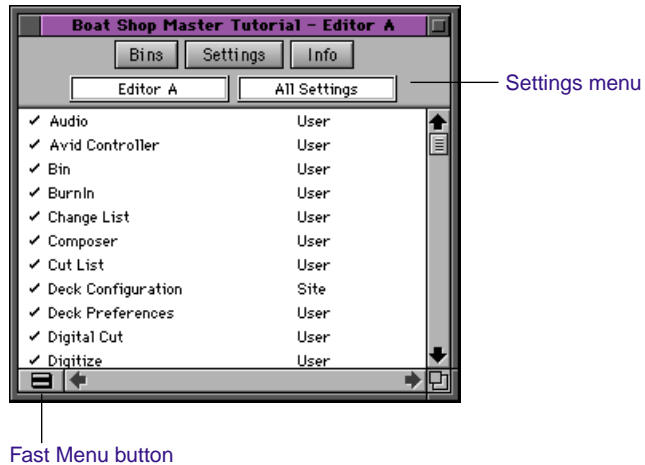 Boat Shop Master Tutorial – Editor A
Bins Settings Info
Editor A All Settings
Settings menu
✓ Audio User
✓ Avid Controller User
✓ Bin User
✓ BurnIn User
✓ Change List User
✓ Composer User
✓ Cut List User
✓ Deck Configuration Site
✓ Deck Preferences User
✓ Digital Cut User
✓ Digitize User
Fast Menu button